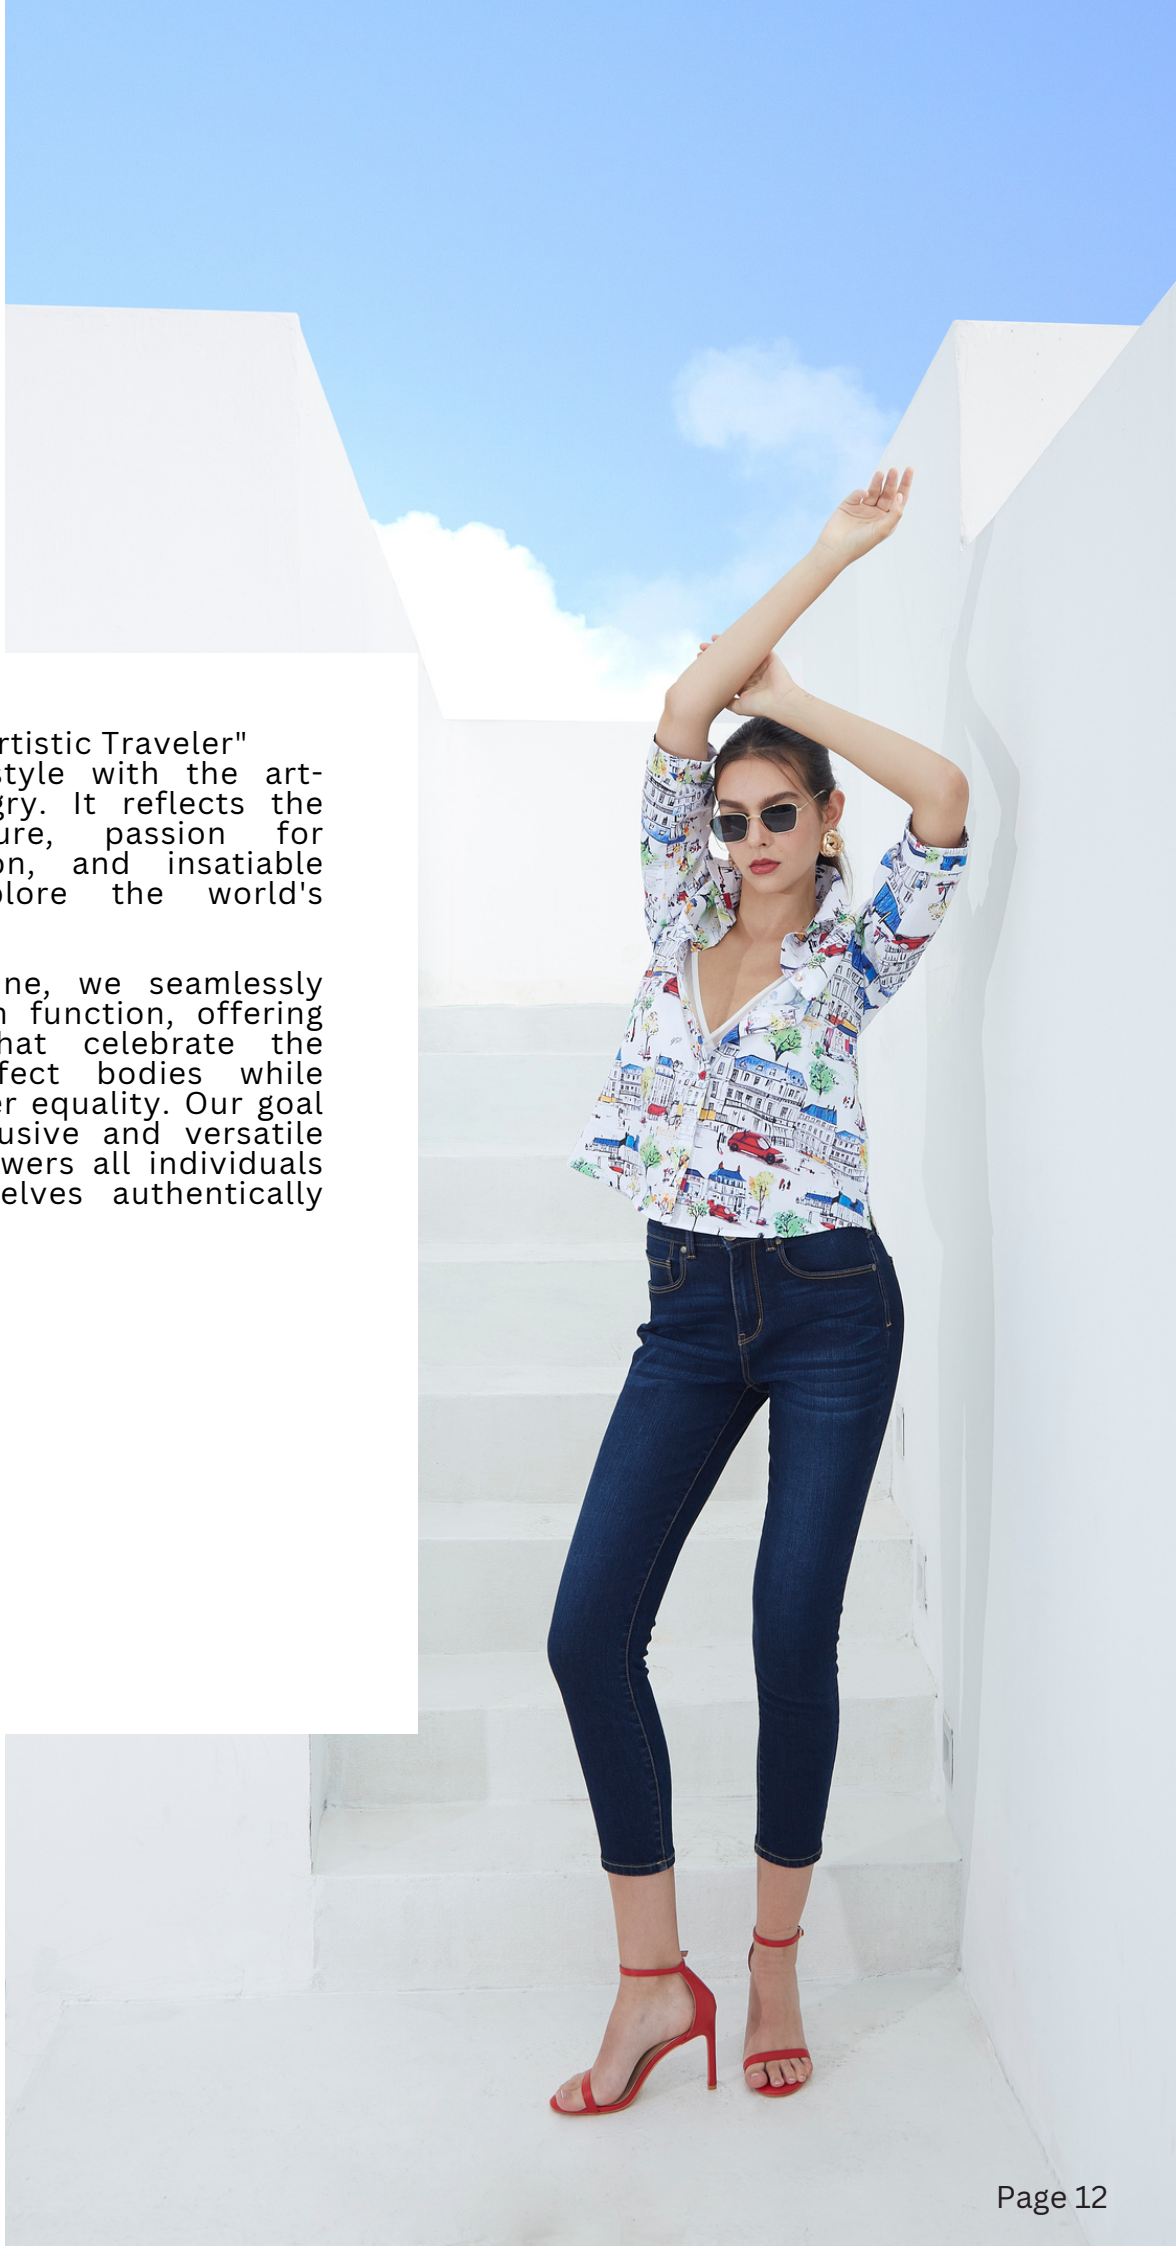 rtistic Traveler"
style with the art-
gry. It reflects the
ure, passion for
on, and insatiable
plore the world's
ne, we seamlessly
n function, offering
hat celebrate the
fect bodies while
er equality. Our goal
usive and versatile
wers all individuals
elves authentically
Page 12